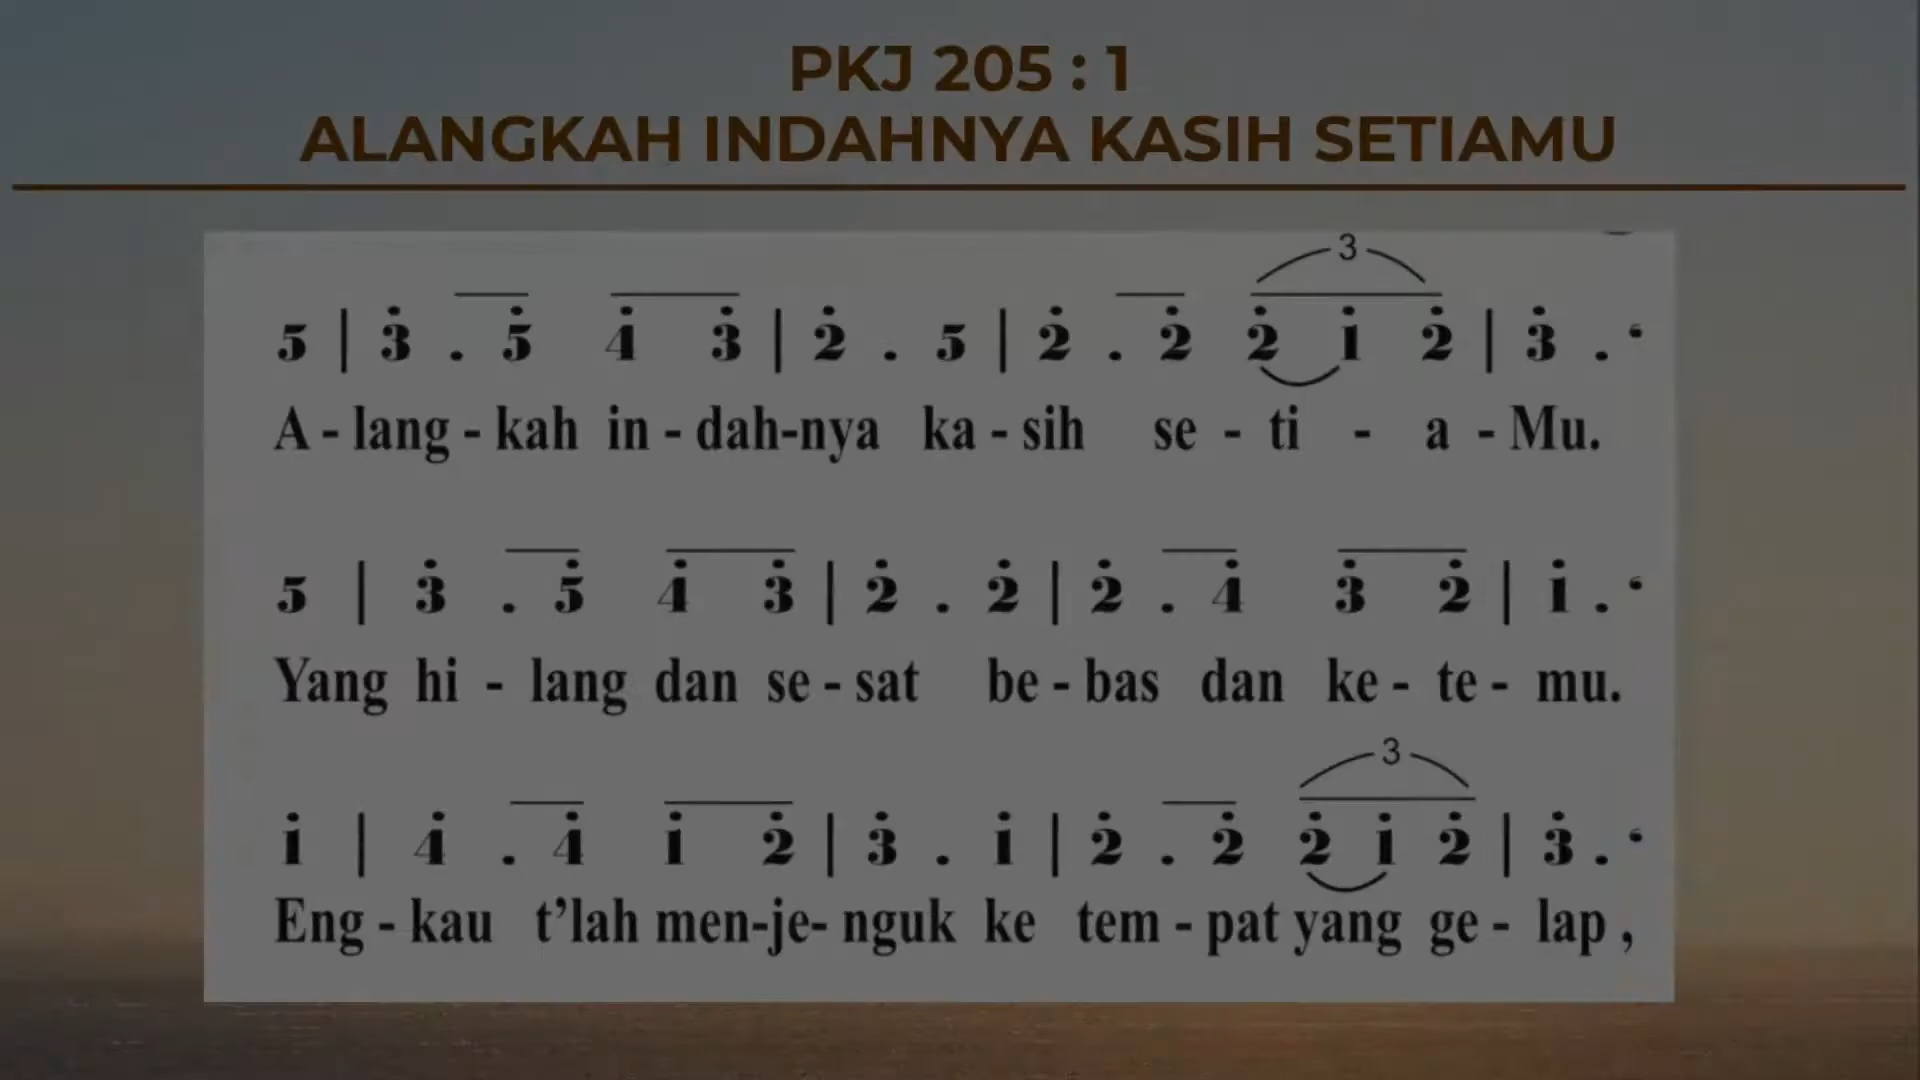 PKJ 205 : 1
ALANGKAH INDAHNYA KASIH SETIAMU
3
5 | 3̇ . 5̇ 4̇ 3̇ | 2̇ . 5 | 2̇ . 2̇ 2̇ 1̇ 2̇ | 3̇ . ‘
A - lang - kah in - dah-nya ka - sih se - ti - a - Mu.
5 | 3̇ . 5̇ 4̇ 3̇ | 2̇ . 2̇ | 2̇ . 4̇ 3̇ 2̇ | 1̇ . ‘
Yang hi - lang dan se - sat be - bas dan ke - te - mu.
3
1̇ | 4̇ . 4̇ 1̇ 2̇ | 3̇ . 1̇ | 2̇ . 2̇ 2̇ 1̇ 2̇ | 3̇ . ‘
Eng - kau t’lah men-je- nguk ke tem - pat yang ge - lap ,